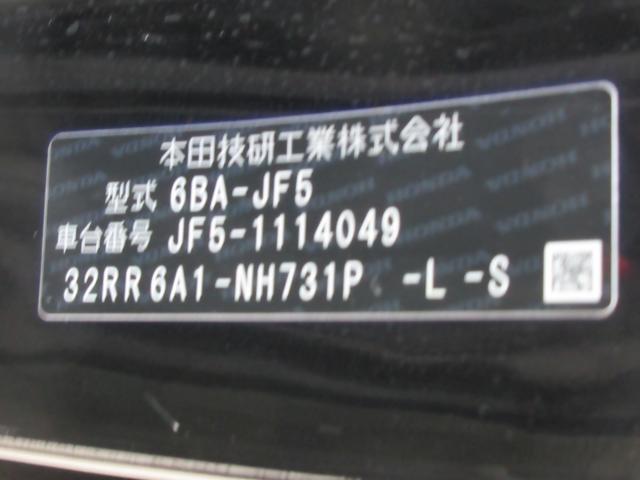 本田技研工業株式会社
型式 6BA-JF5
車台番号 JF5-1114049
32RR6A1-NH731P -L-S